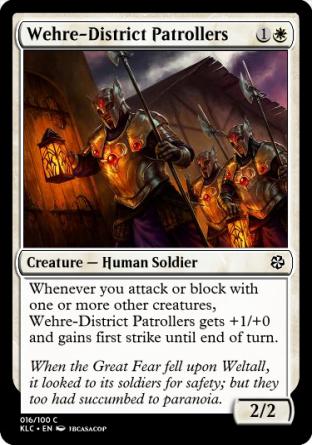 Wehre-District Patrollers 1
Creature — Human Soldier
Whenever you attack or block with
one or more other creatures,
Wehre-District Patrollers gets +1/+0
and gains first strike until end of turn.
When the Great Fear fell upon Weltall,
it looked to its soldiers for safety; but they
too had succumbed to paranoia.
2/2
016/100 C
KLC • EN JBCASACOP